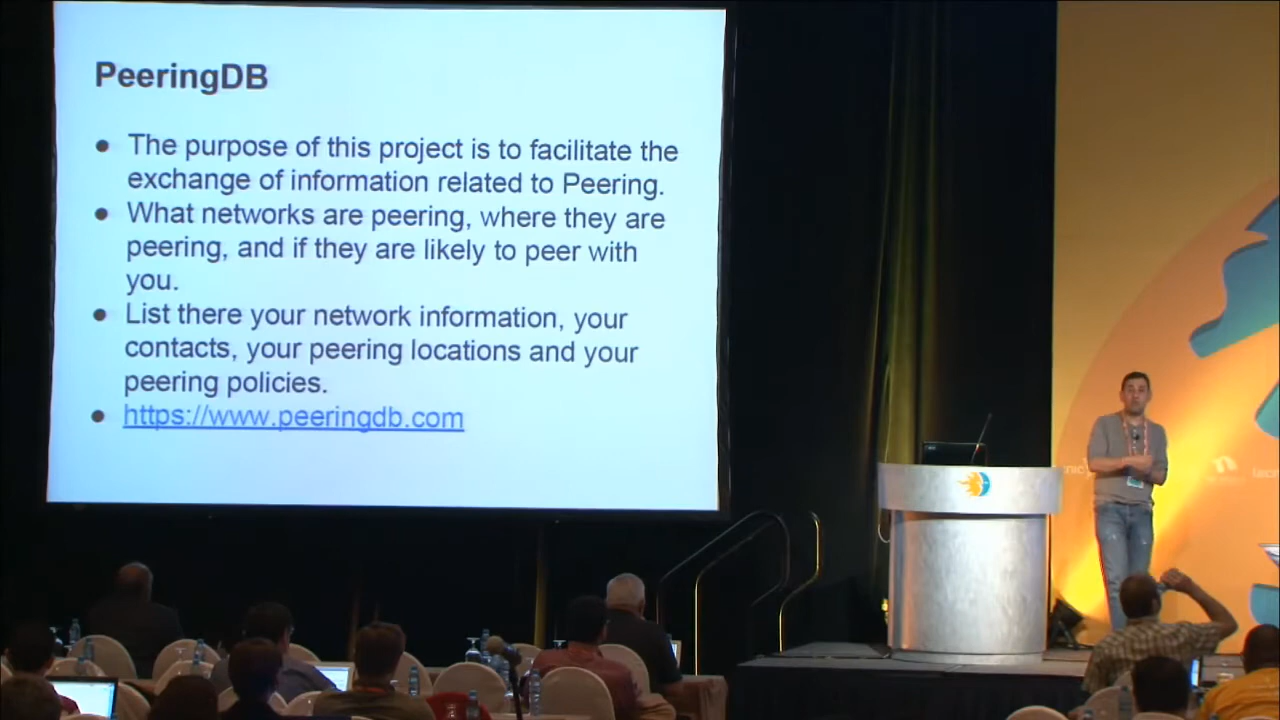 PeeringDB
● The purpose of this project is to facilitate the
exchange of information related to Peering.
● What networks are peering, where they are
peering, and if they are likely to peer with
you.
● List there your network information, your
contacts, your peering locations and your
peering policies.
● https://www.peeringdb.com